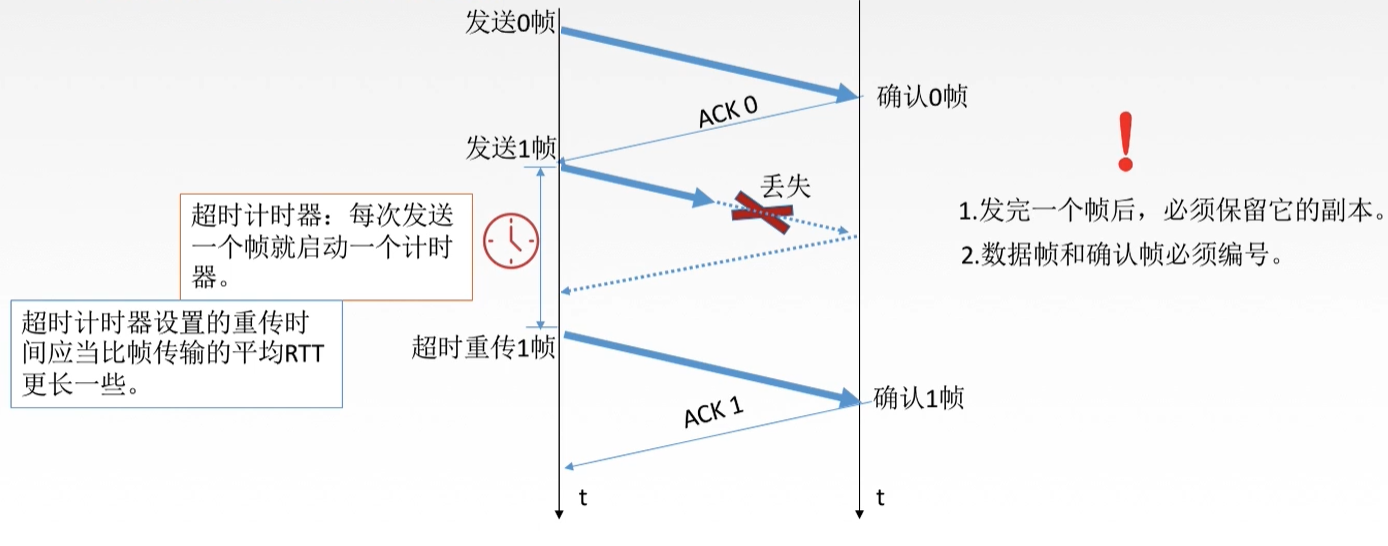 发送0帧
确认0帧
ACK 0
发送1帧
丢失
超时计时器：每次发送
一个帧就启动一个计时
器。
1.发完一个帧后，必须保留它的副本。
2.数据帧和确认帧必须编号。
超时计时器设置的重传时
间应当比帧传输的平均RTT
更长一些。
超时重传1帧
确认1帧
ACK 1
t
t